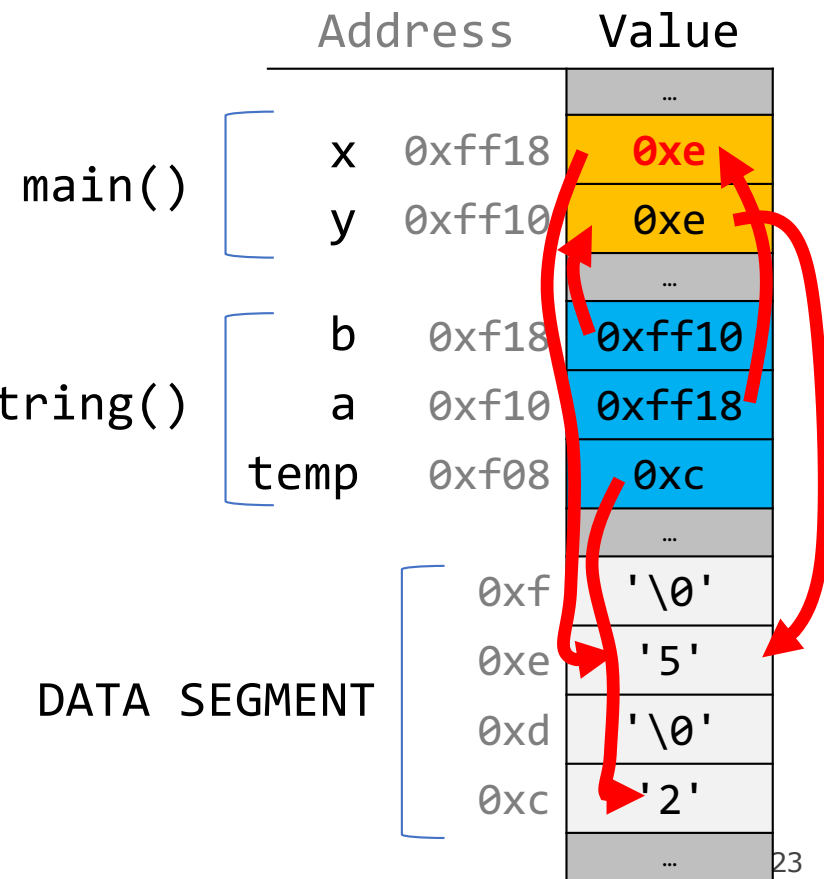 Address Value
…
x 0xff18 0xe
main()
y 0xff10 0xe
…
b 0xf18 0xff10
tring() a 0xf10 0xff18
temp 0xf08 0xc
…
0xf '\0'
0xe '5'
DATA SEGMENT
0xd '\0'
0xc '2'
…
23